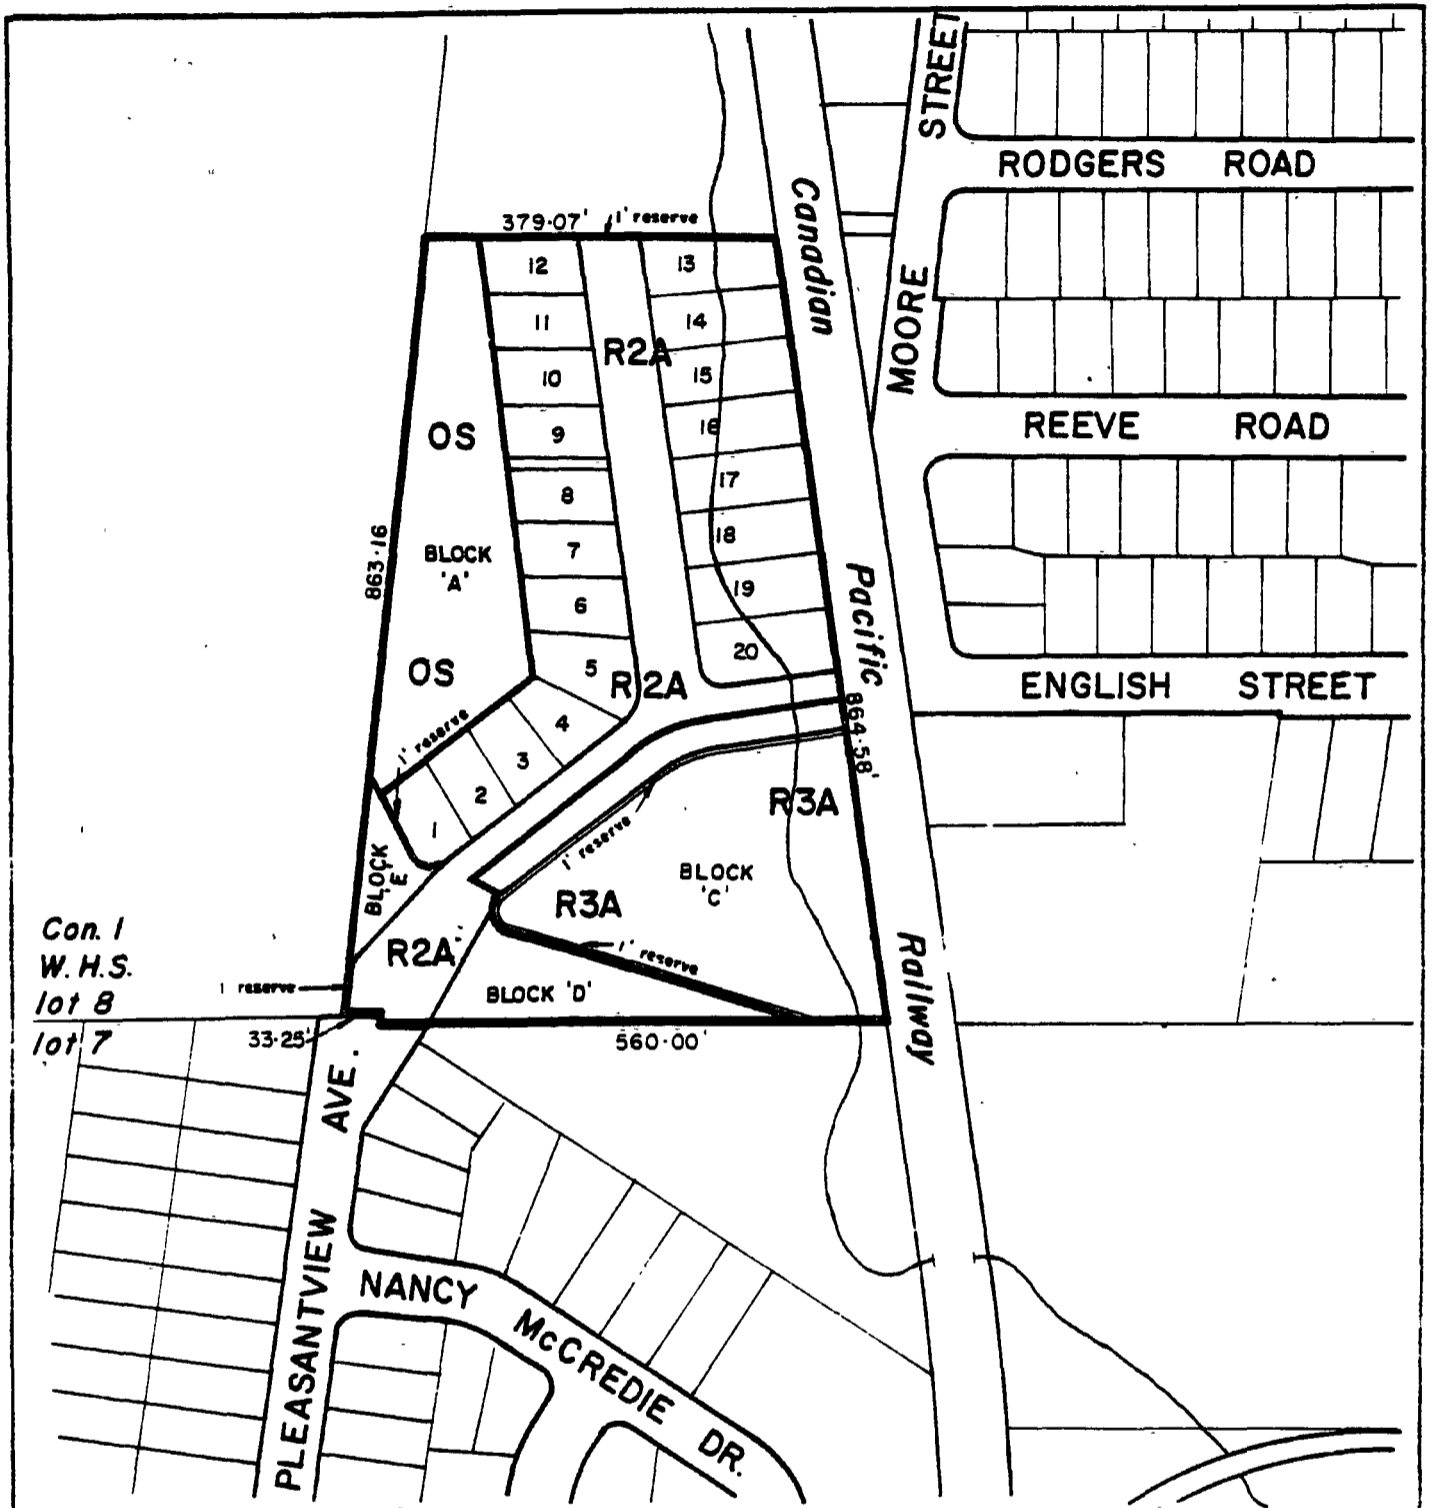 STREET
RODGERS ROAD
379·07'
1' reserve
Canadian
12
13
MOORE
11
14
R2A
10
15
9
16
OS
REEVE ROAD
8
17
863·16
BLOCK
'A'
7
18
Pacific
6
19
5
20
OS
R2A
ENGLISH STREET
1' reserve
4
864·58'
3
2
1
R3A
1' reserve
BLOCK
'E'
BLOCK
'C'
R3A
Con. 1
W. H. S.
lot 8
R2A
1' reserve
Railway
1 reserve
BLOCK 'D'
lot 7
33·25'
560·00'
PLEASANTVIEW AVE.
NANCY McCREDIE DR.